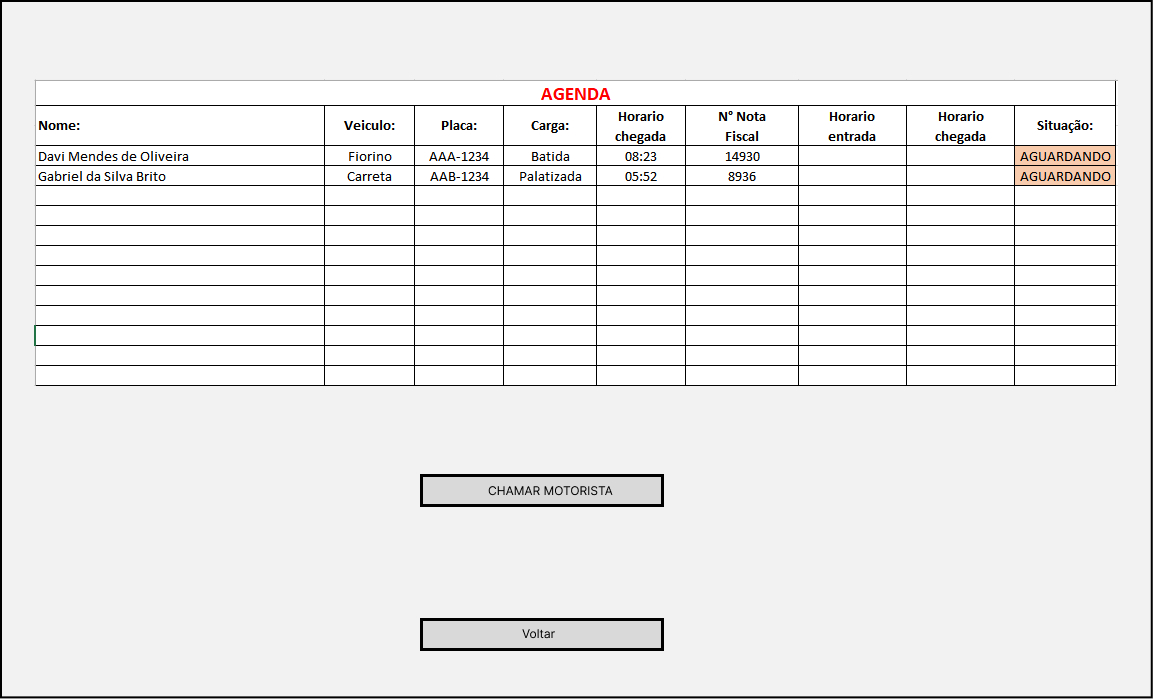 AGENDA
Nome: Veiculo: Placa: Carga: Horario chegada Nº Nota Fiscal Horario entrada Horario chegada Situação:
Davi Mendes de Oliveira Fiorino AAA-1234 Batida 08:23 14930 AGUARDANDO
Gabriel da Silva Brito Carreta AAB-1234 Palatizada 05:52 8936 AGUARDANDO
CHAMAR MOTORISTA
Voltar